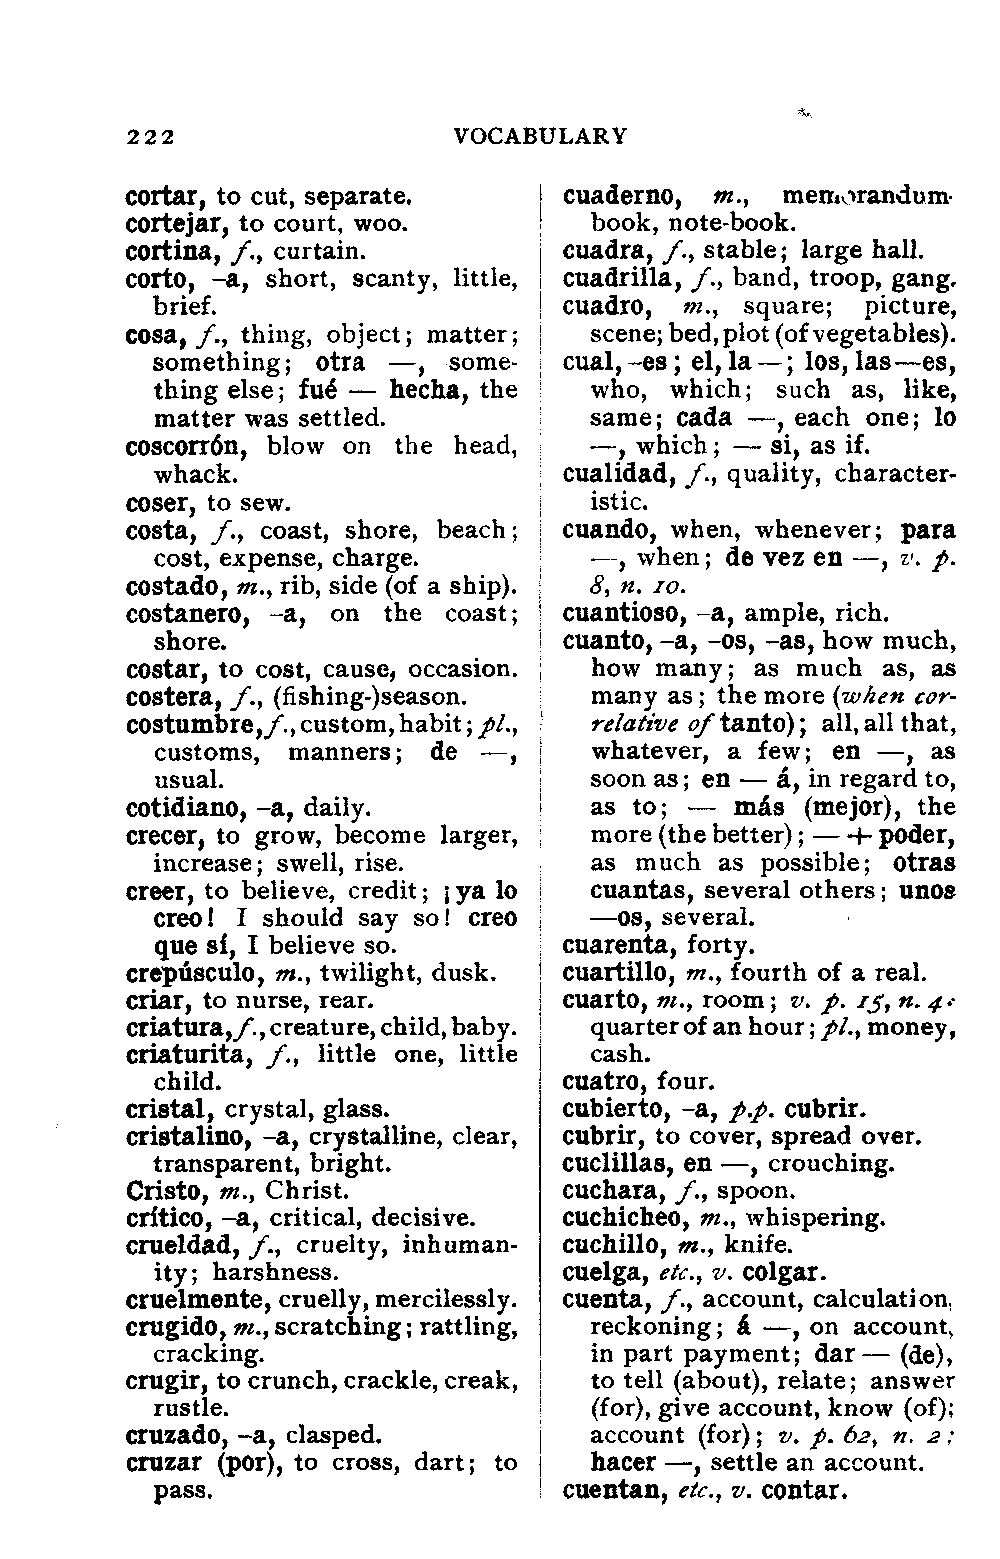 222 VOCABULARY
cortar, to cut, separate.
cortejar, to court, woo.
cortina, f., curtain.
corto, –a, short, scanty, little,
brief.
cosa, f., thing, object; matter;
something; otra —, some-
thing else; fué — hecha, the
matter was settled.
coscorrón, blow on the head,
whack.
coser, to sew.
costa, f., coast, shore, beach;
cost, expense, charge.
costado, m., rib, side (of a ship).
costanero, –a, on the coast;
shore.
costar, to cost, cause, occasion.
costera, f., (fishing-)season.
costumbre, f., custom, habit; pl.,
customs, manners; de —,
usual.
cotidiano, –a, daily.
crecer, to grow, become larger,
increase; swell, rise.
creer, to believe, credit; ¡ya lo
creo! I should say so! creo
que sí, I believe so.
crepúsculo, m., twilight, dusk.
criar, to nurse, rear.
criatura, f., creature, child, baby.
criaturita, f., little one, little
child.
cristal, crystal, glass.
cristalino, –a, crystalline, clear,
transparent, bright.
Cristo, m., Christ.
crítico, –a, critical, decisive.
crueldad, f., cruelty, inhuman-
ity; harshness.
cruelmente, cruelly, mercilessly.
crugido, m., scratching; rattling,
cracking.
crugir, to crunch, crackle, creak,
rustle.
cruzado, –a, clasped.
cruzar (por), to cross, dart; to
pass.
cuaderno, m., memorandum-
book, note-book.
cuadra, f., stable; large hall.
cuadrilla, f., band, troop, gang.
cuadro, m., square; picture,
scene; bed, plot (of vegetables).
cual, –es; el, la —; los, las —es,
who, which; such as, like,
same; cada —, each one; lo
—, which; — si, as if.
cualidad, f., quality, character-
istic.
cuando, when, whenever; para
—, when; de vez en —, v. p.
8, n. 10.
cuantioso, –a, ample, rich.
cuanto, –a, –os, –as, how much,
how many; as much as, as
many as; the more (when cor-
relative of tanto); all, all that,
whatever, a few; en —, as
soon as; en — á, in regard to,
as to; — más (mejor), the
more (the better); — + poder,
as much as possible; otras
cuantas, several others; unos
—os, several.
cuarenta, forty.
cuartillo, m., fourth of a real.
cuarto, m., room; v. p. 15, n. 4;
quarter of an hour; pl., money,
cash.
cuatro, four.
cubierto, –a, p.p. cubrir.
cubrir, to cover, spread over.
cuclillas, en —, crouching.
cuchara, f., spoon.
cuchicheo, m., whispering.
cuchillo, m., knife.
cuelga, etc., v. colgar.
cuenta, f., account, calculation,
reckoning; á —, on account,
in part payment; dar — (de),
to tell (about), relate; answer
(for), give account, know (of);
account (for); v. p. 62, n. 2;
hacer —, settle an account.
cuentan, etc., v. contar.